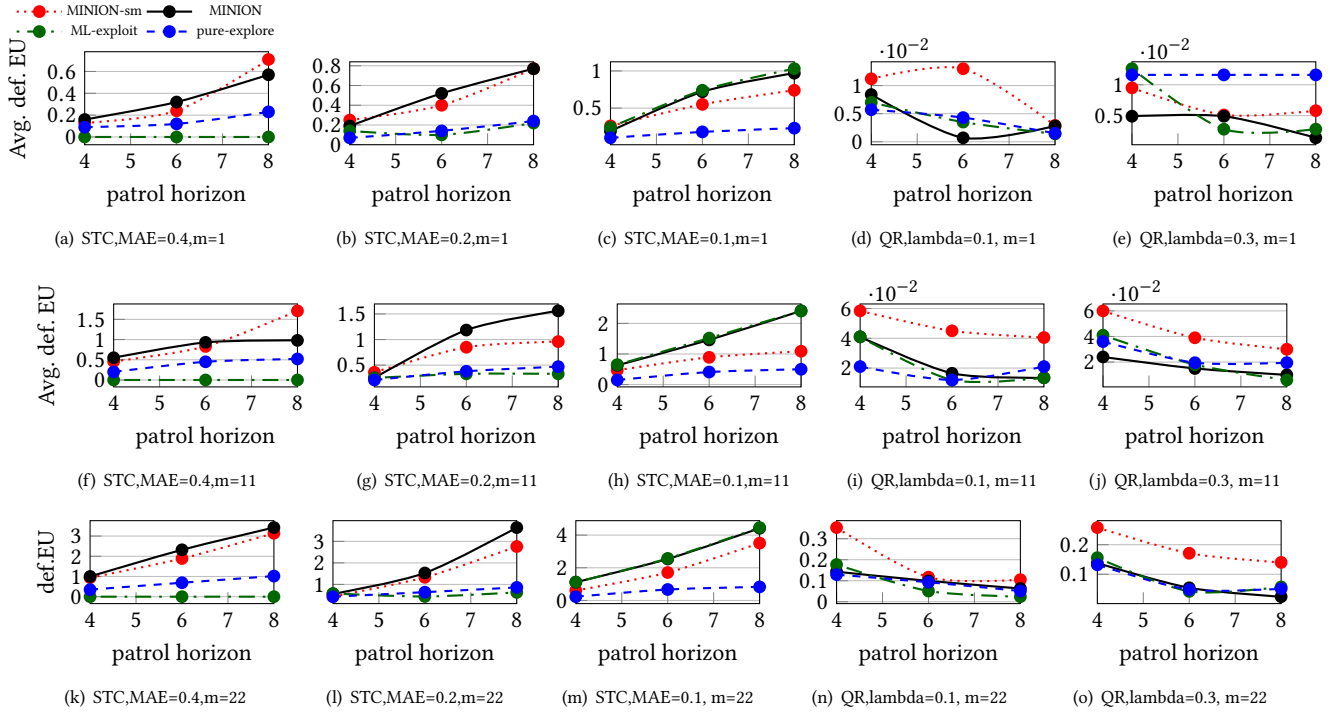 MINION-sm MINION
ML-exploit pure-explore
Avg. def. EU
0.6
0.4
0.2
0
4 5 6 7 8
patrol horizon
(a) STC,MAE=0.4,m=1
0.8
0.6
0.4
0.2
0
4 5 6 7 8
patrol horizon
(b) STC,MAE=0.2,m=1
1
0.5
4 5 6 7 8
patrol horizon
(c) STC,MAE=0.1,m=1
·10⁻²
1
0.5
0
4 5 6 7 8
patrol horizon
(d) QR,lambda=0.1, m=1
·10⁻²
1
0.5
4 5 6 7 8
patrol horizon
(e) QR,lambda=0.3, m=1
Avg. def. EU
1.5
1
0.5
0
4 5 6 7 8
patrol horizon
(f) STC,MAE=0.4,m=11
1.5
1
0.5
4 5 6 7 8
patrol horizon
(g) STC,MAE=0.2,m=11
2
1
0
4 5 6 7 8
patrol horizon
(h) STC,MAE=0.1,m=11
·10⁻²
6
4
2
4 5 6 7 8
patrol horizon
(i) QR,lambda=0.1, m=11
·10⁻²
6
4
2
4 5 6 7 8
patrol horizon
(j) QR,lambda=0.3, m=11
def.EU
3
2
1
0
4 5 6 7 8
patrol horizon
(k) STC,MAE=0.4,m=22
3
2
1
4 5 6 7 8
patrol horizon
(l) STC,MAE=0.2,m=22
4
2
0
4 5 6 7 8
patrol horizon
(m) STC,MAE=0.1, m=22
0.3
0.2
0.1
0
4 5 6 7 8
patrol horizon
(n) QR,lambda=0.1, m=22
0.2
0.1
4 5 6 7 8
patrol horizon
(o) QR,lambda=0.3, m=22